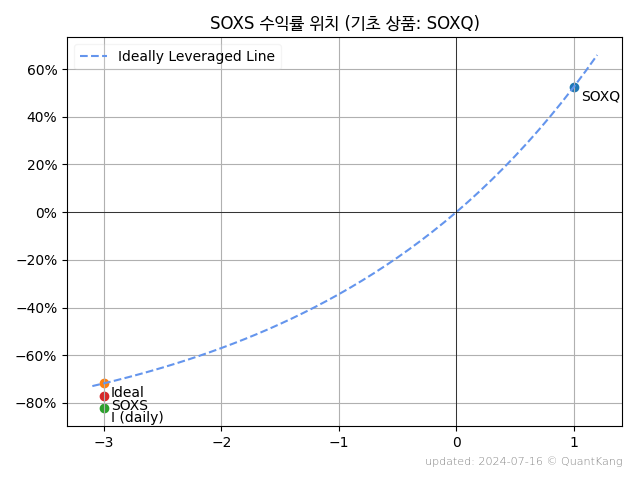 SOXS 수익률 위치 (기초 상품: SOXQ)
Ideally Leveraged Line
60%
40%
20%
0%
−20%
−40%
−60%
−80%
SOXQ
Ideal
SOXS
I (daily)
−3 −2 −1 0 1
updated: 2024-07-16 © QuantKang